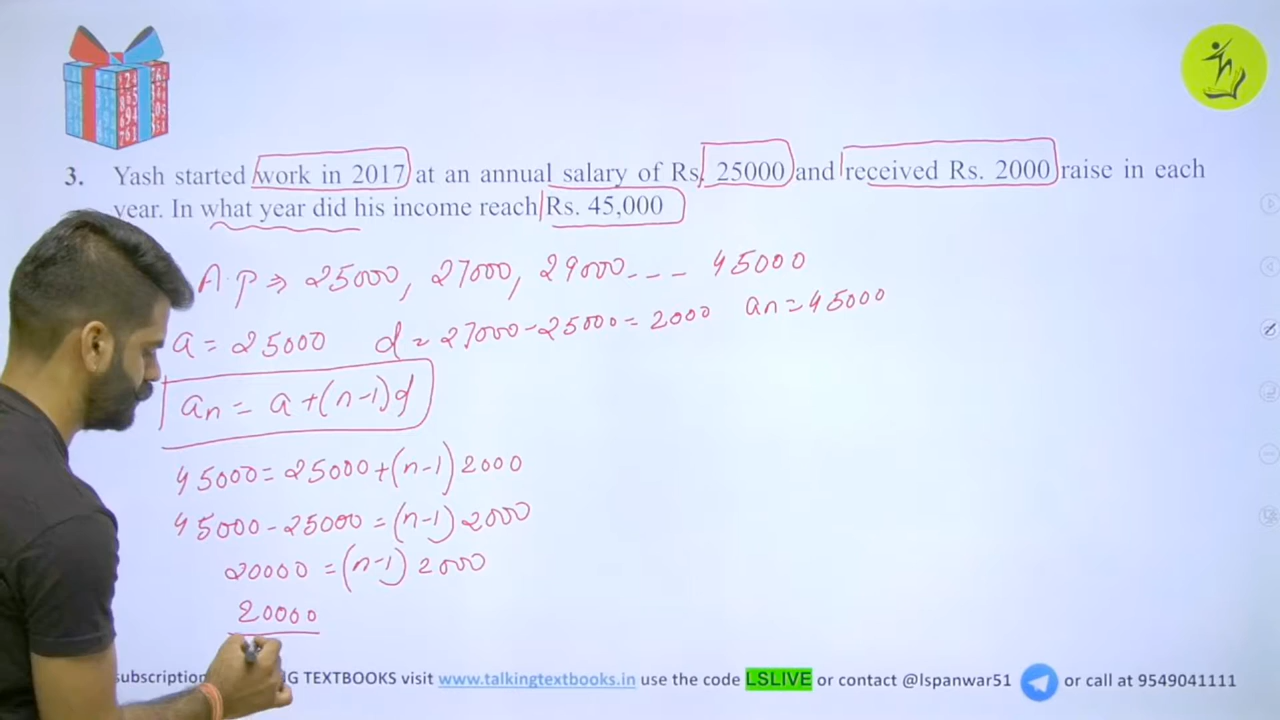 3. Yash started work in 2017 at an annual salary of Rs. 25000 and received Rs. 2000 raise in each
year. In what year did his income reach Rs. 45,000
A.P ⇒ 25000, 27000, 29000--- 45000
a = 25000 d = 27000-25000 = 2000 an = 45000
an = a+(n-1)d
45000 = 25000+(n-1)2000
45000-25000 = (n-1)2000
20000 = (n-1)2000
20000
subscription G TEXTBOOKS visit www.talkingtextbooks.in use the code LSLIVE or contact @lspanwar51 or call at 9549041111